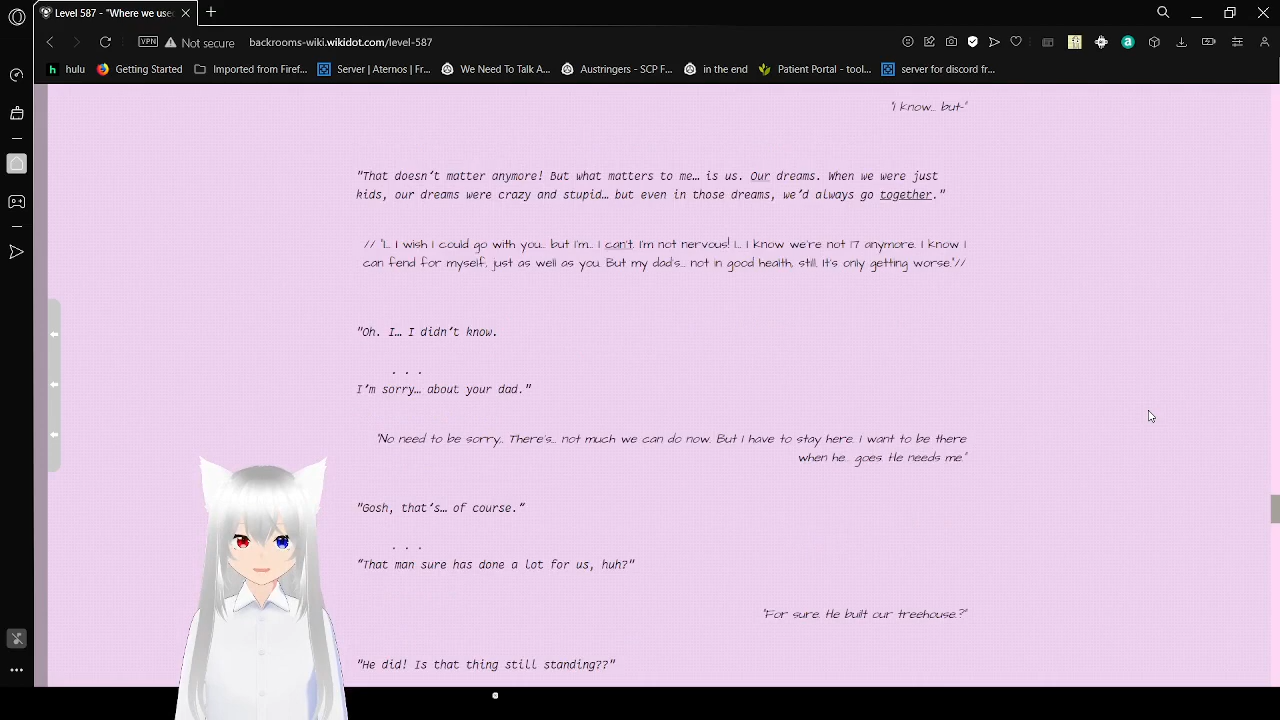 Level 587 - "Where we use
VPN
Not secure
backrooms-wiki.wikidot.com/level-587
hulu
Getting Started
Imported from Firef...
Server | Aternos | Fr...
We Need To Talk A...
Austringers - SCP F...
in the end
Patient Portal - tool...
server for discord fr...
"I know... but-"
"That doesn't matter anymore! But what matters to me... is us. Our dreams. When we were just
kids, our dreams were crazy and stupid... but even in those dreams, we'd always go together."
// "I... I wish I could go with you... but I'm... I can't. I'm not nervous! I... I know we're not 17 anymore. I know I
can fend for myself, just as well as you. But my dad's... not in good health, still. It's only getting worse."//
"Oh. I... I didn't know.
. . .
I'm sorry... about your dad."
"No need to be sorry.. There's... not much we can do now. But I have to stay here. I want to be there
when he... goes. He needs me."
"Gosh, that's... of course."
. . .
"That man sure has done a lot for us, huh?"
"For sure. He built our treehouse.?"
"He did! Is that thing still standing??"